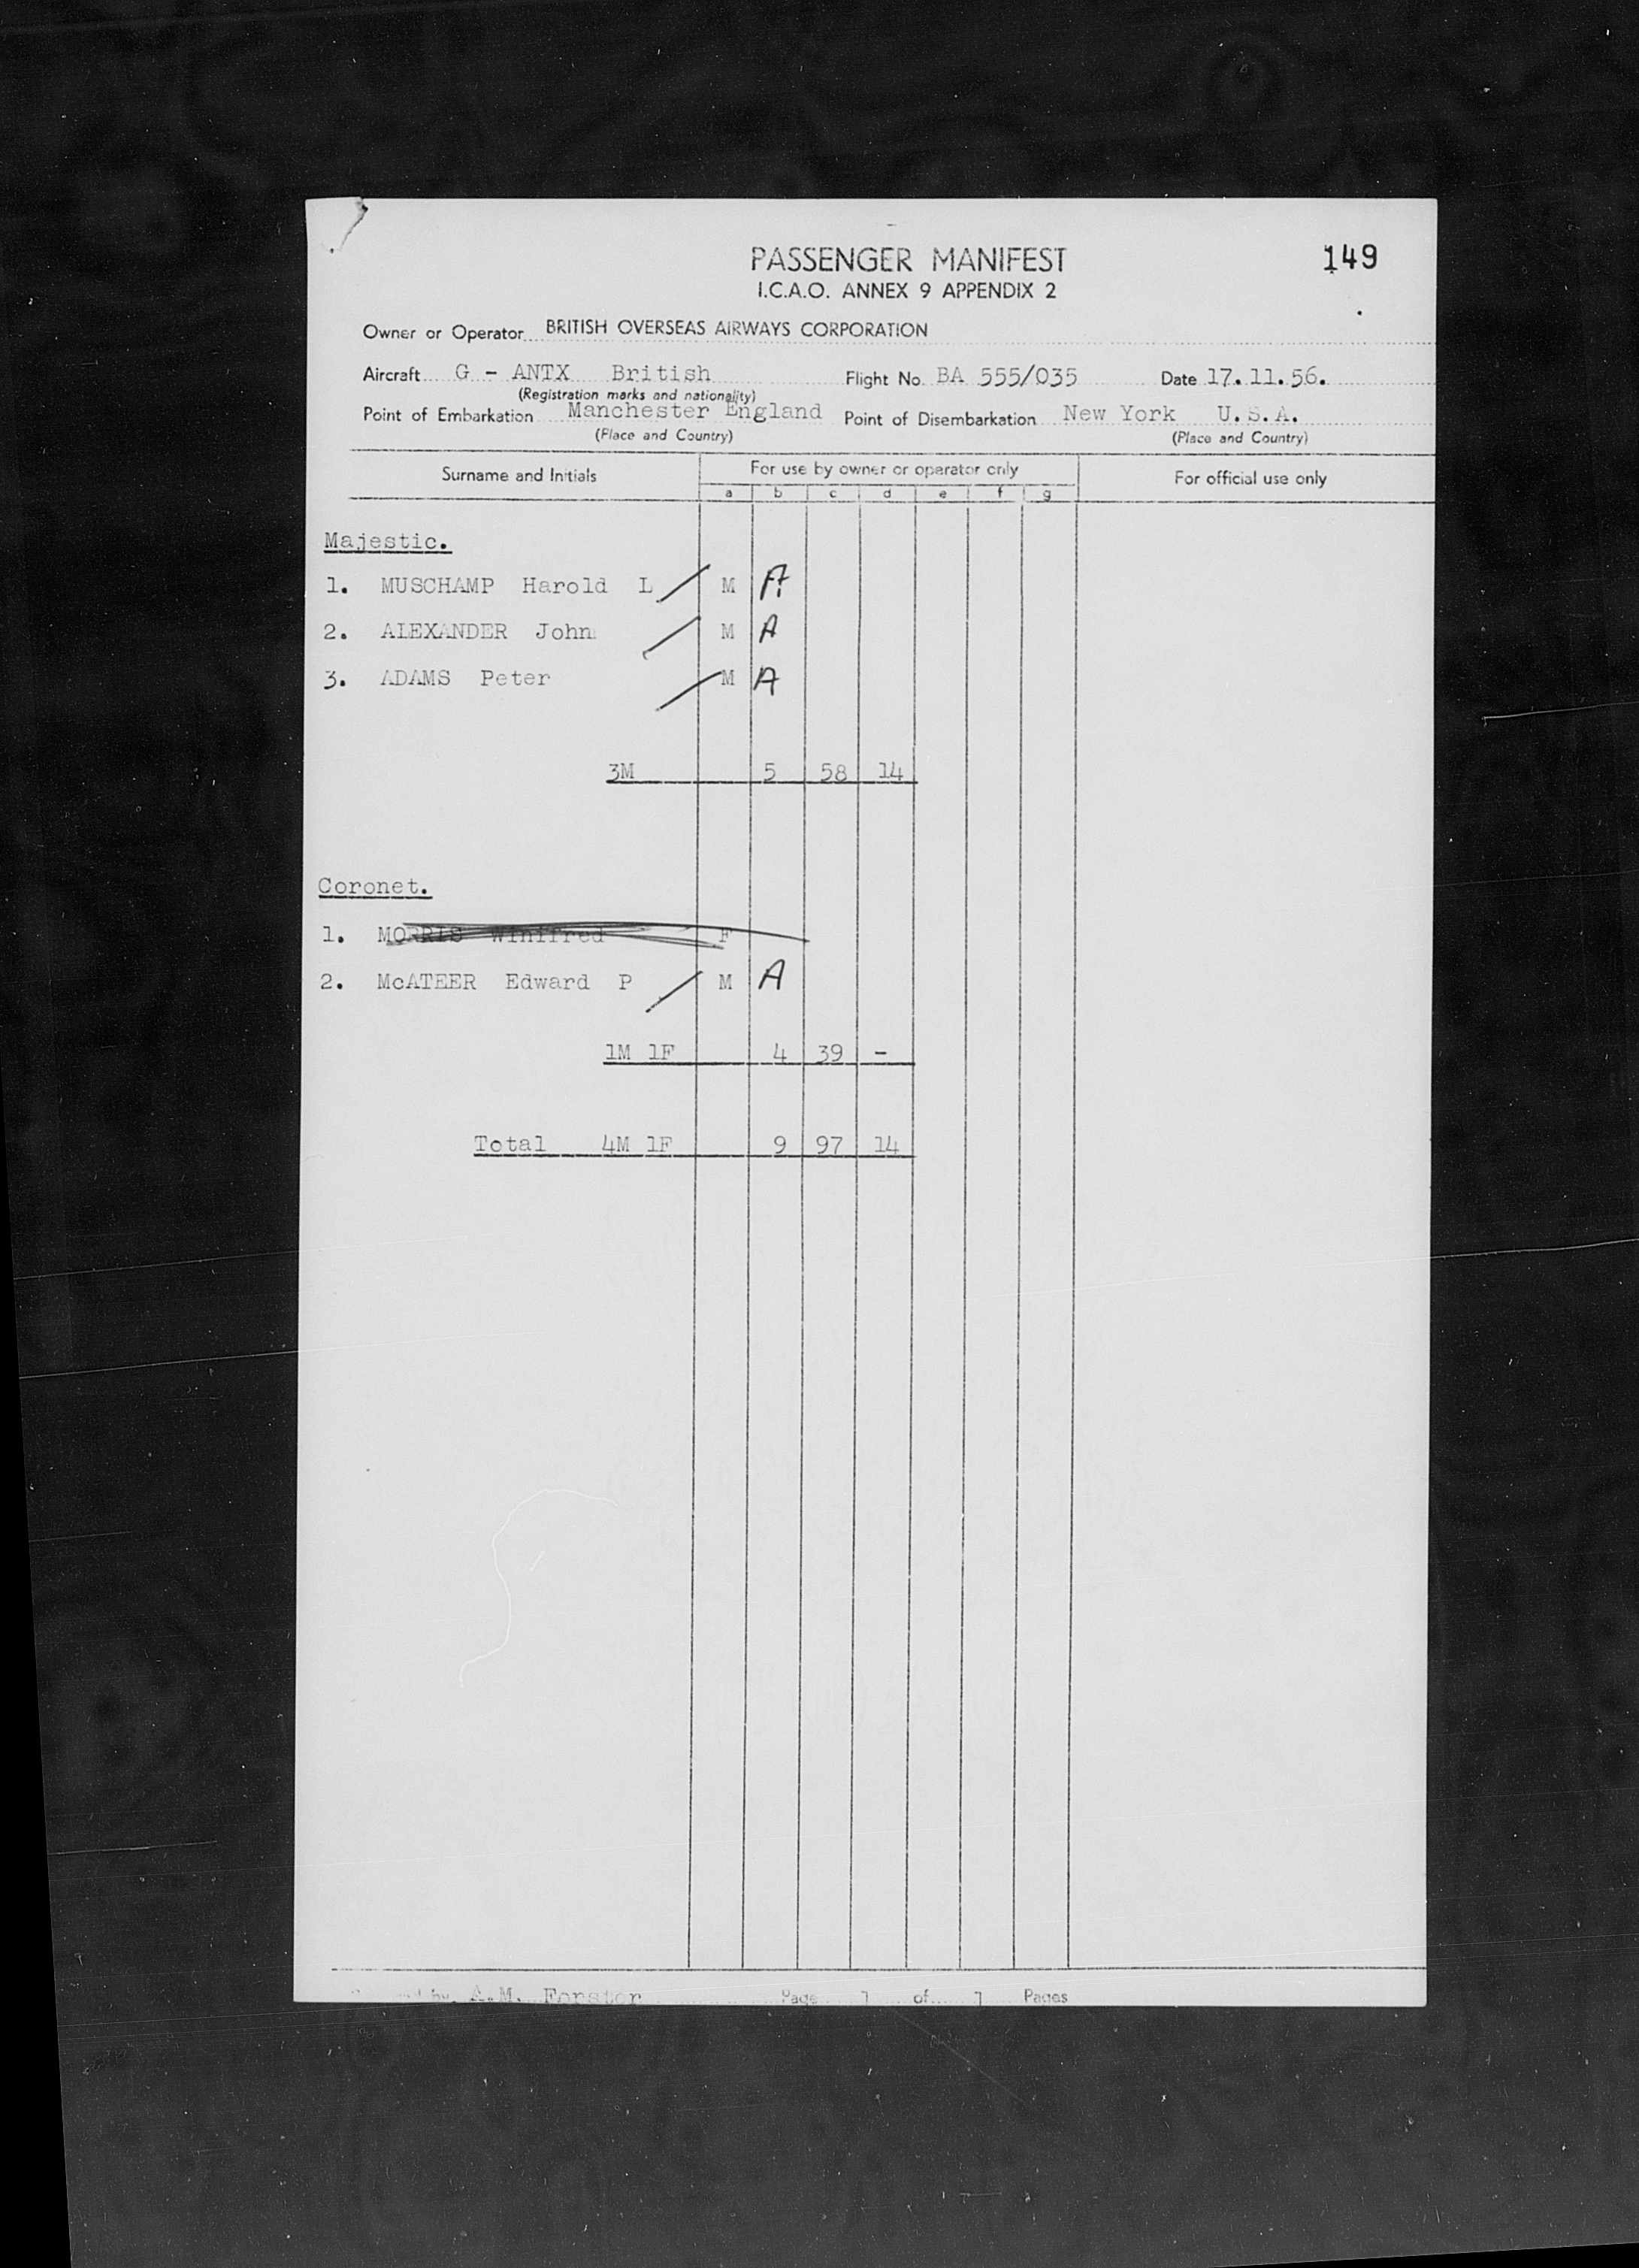 PASSENGER MANIFEST
149
I.C.A.O. ANNEX 9 APPENDIX 2
Owner or Operator BRITISH OVERSEAS AIRWAYS CORPORATION
Aircraft G - ANTX British Flight No. BA 555/035 Date 17.11.56.
(Registration marks and nationality)
Point of Embarkation Manchester England Point of Disembarkation New York U.S.A.
(Place and Country) (Place and Country)
Surname and Initials For use by owner or operator only For official use only
a b c d e f g
Majestic.
1. MUSCHAMP Harold L M A
2. ALEXANDER John M A
3. ADAMS Peter M A
3M 5 58 14
Coronet.
1. MORRIS Winifred F
2. McATEER Edward P M A
1M 1F 4 39 -
Total 4M 1F 9 97 14
by A.M. Forster Page 1 of 1 Pages